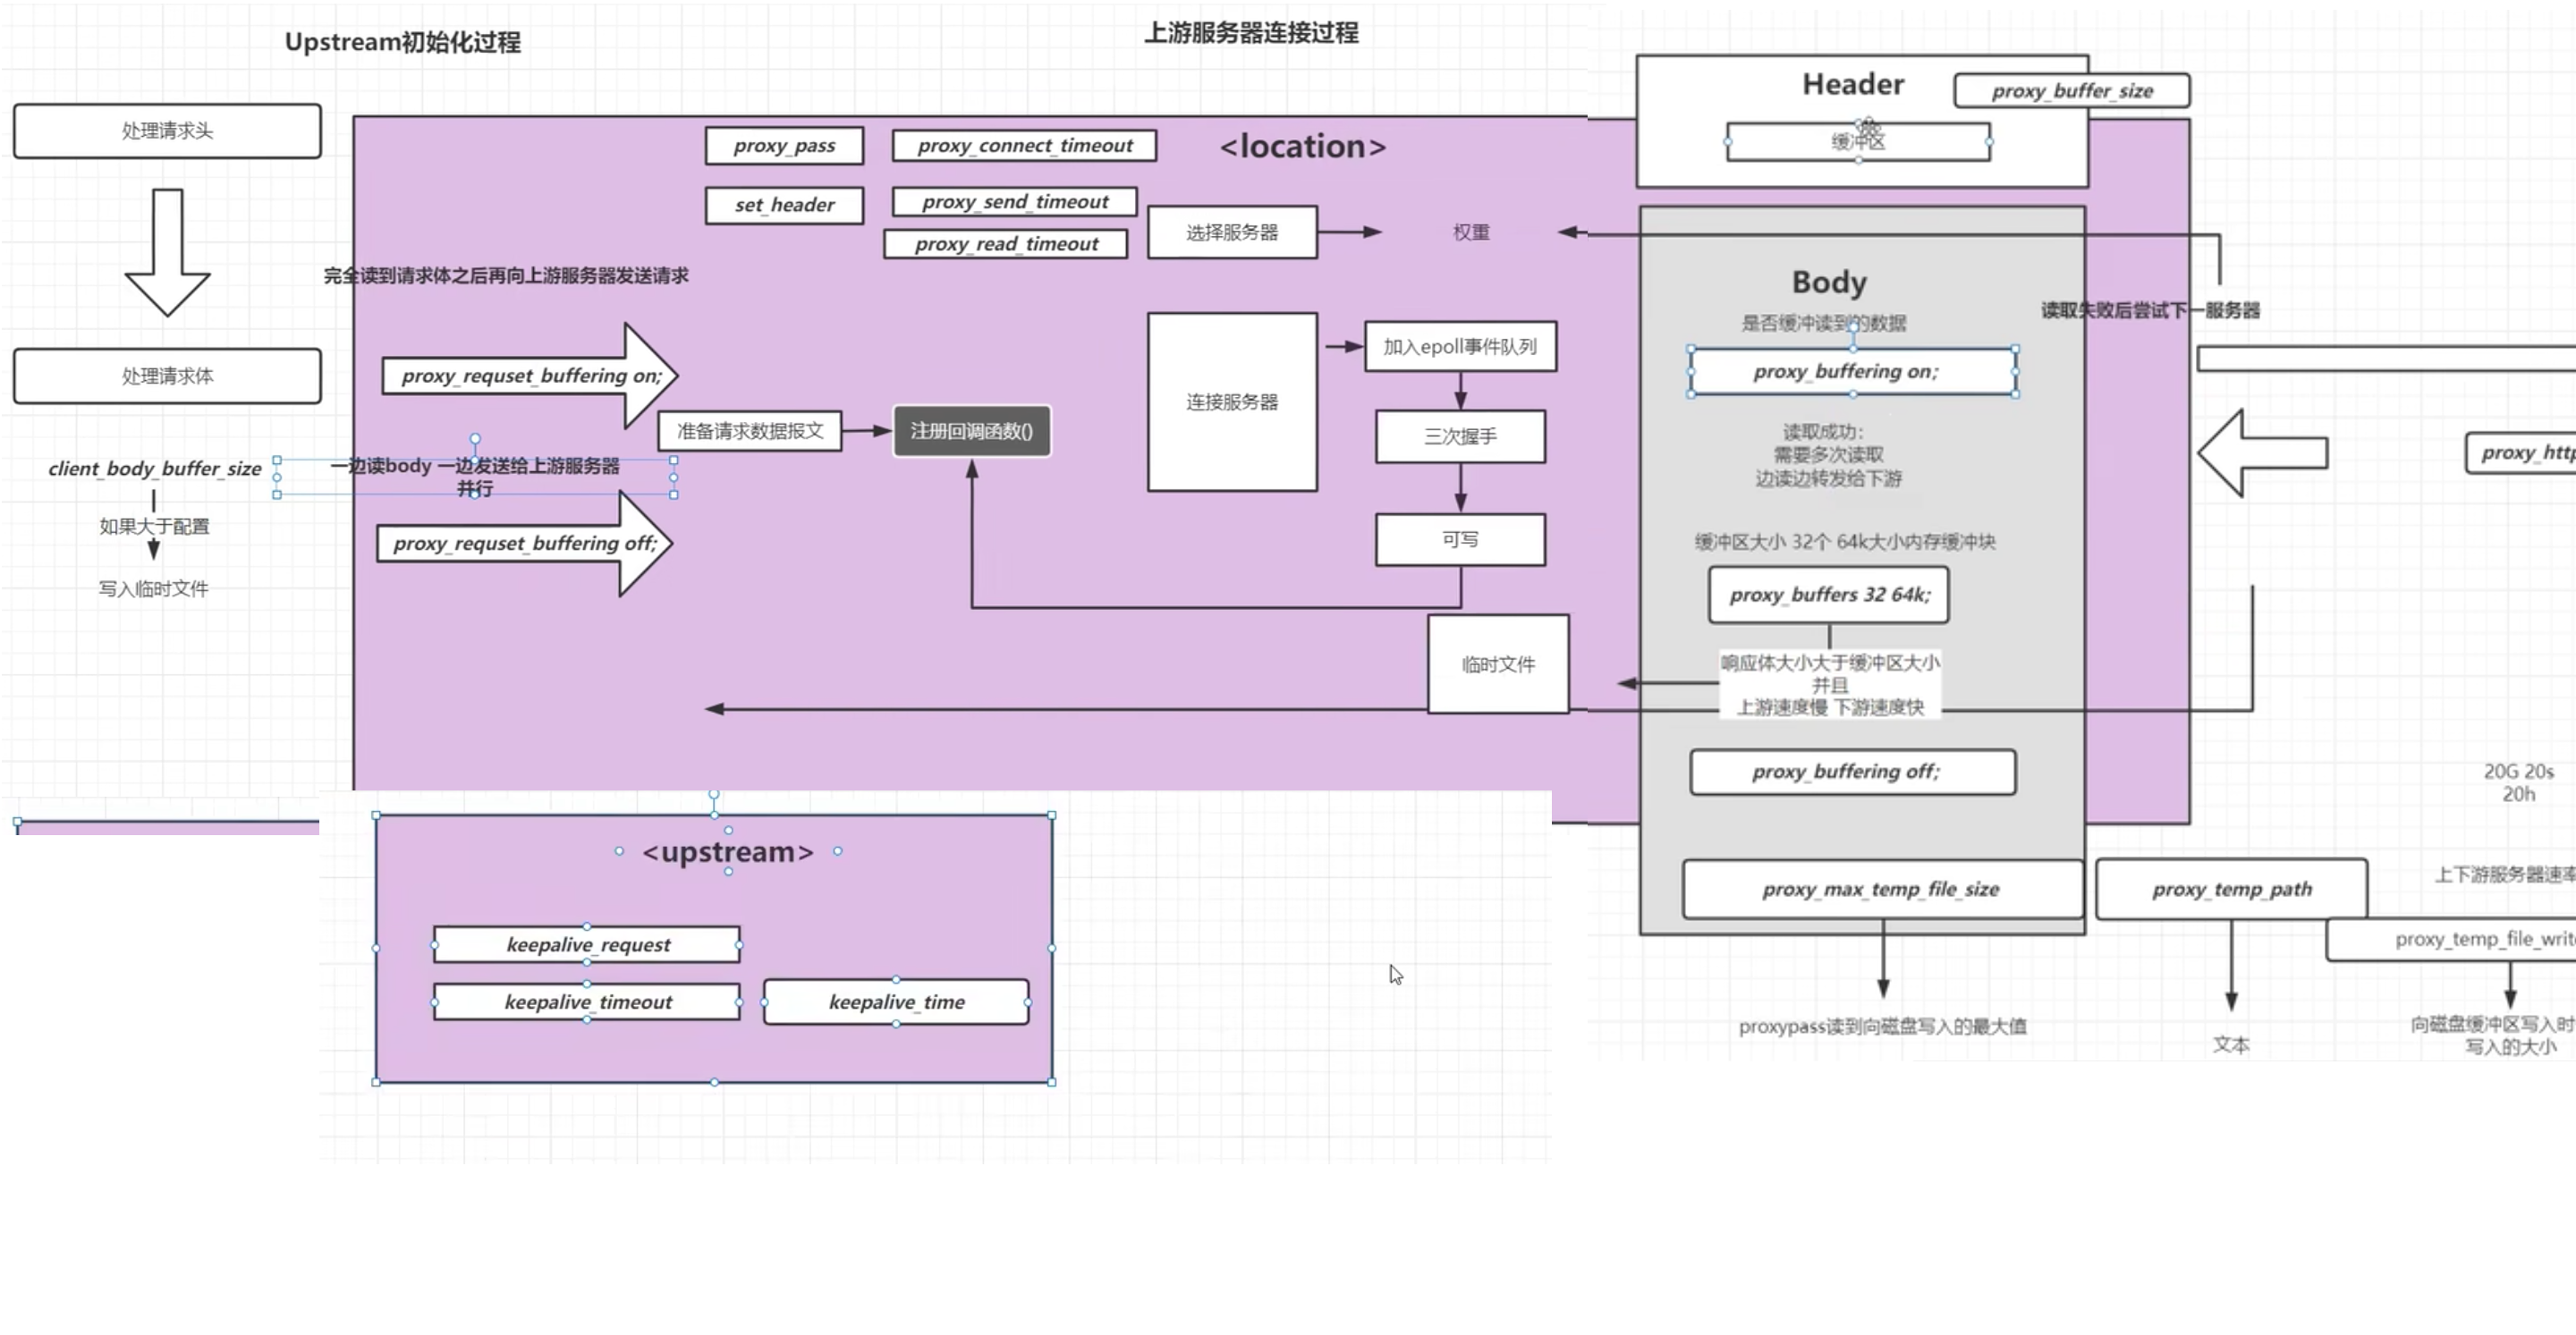 Upstream初始化过程
上游服务器连接过程
处理请求头
处理请求体
client_body_buffer_size
如果大于配置
写入临时文件
完全读到请求体之后再向上游服务器发送请求
proxy_requset_buffering on;
一边读body 一边发送给上游服务器
并行
proxy_requset_buffering off;
proxy_pass
proxy_connect_timeout
<location>
set_header
proxy_send_timeout
proxy_read_timeout
准备请求数据报文
注册回调函数()
选择服务器
权重
连接服务器
加入epoll事件队列
三次握手
可写
临时文件
Header
proxy_buffer_size
缓冲区
Body
是否缓冲读到的数据
proxy_buffering on;
读取成功：
需要多次读取
边读边转发给下游
缓冲区大小 32个 64k大小内存缓冲块
proxy_buffers 32 64k;
响应体大小大于缓冲区大小
并且
上游速度慢 下游速度快
proxy_buffering off;
proxy_max_temp_file_size
proxypass读到向磁盘写入的最大值
读取失败后尝试下一服务器
proxy_http
20G 20s
20h
上下游服务器速率
proxy_temp_path
文本
proxy_temp_file_writ
向磁盘缓冲区写入时
写入的大小
<upstream>
keepalive_request
keepalive_timeout
keepalive_time